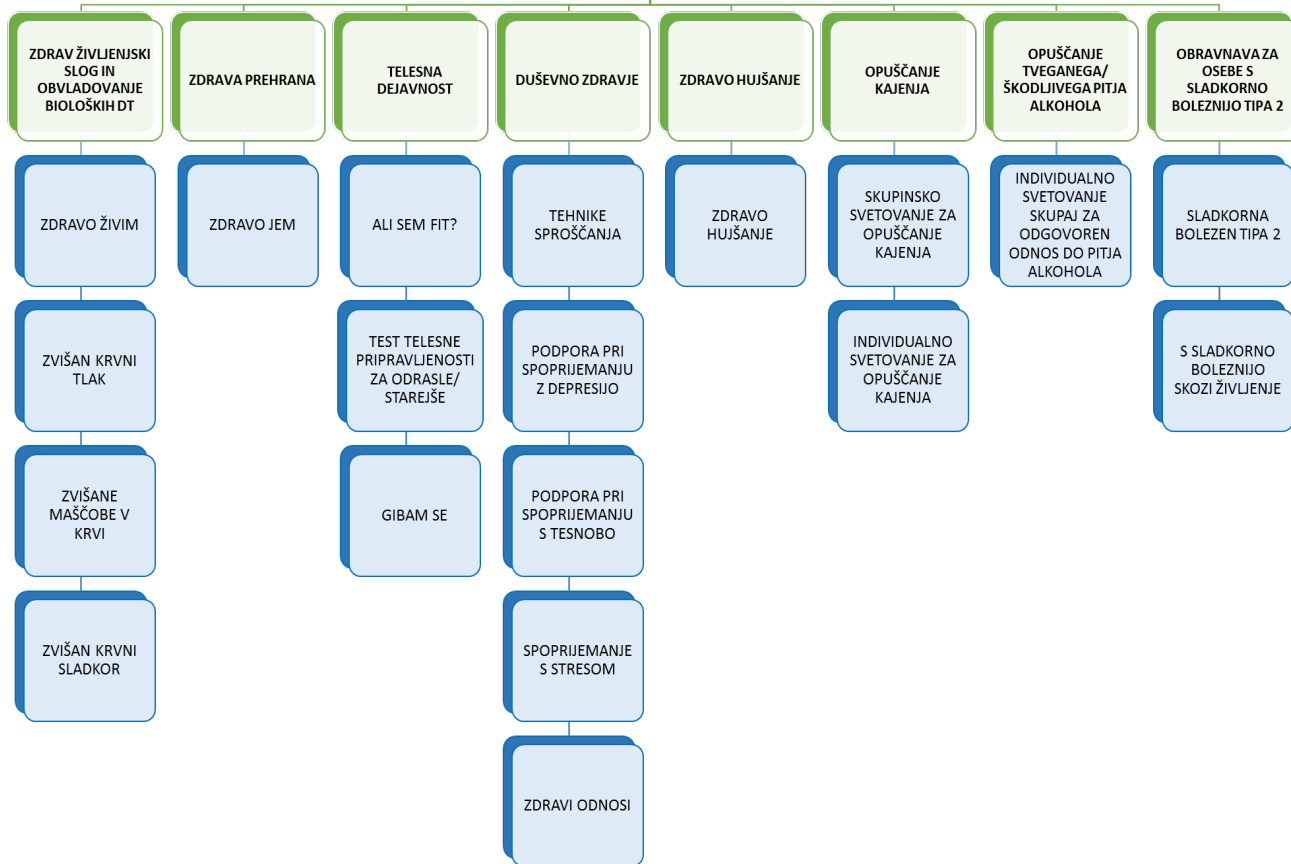 ZDRAV ŽIVLJENJSKI
SLOG IN
OBVLADOVANJE
BIOLOŠKIH DT
ZDRAVO ŽIVIM
ZVIŠAN KRVNI
TLAK
ZVIŠANE
MAŠČOBE V
KRVI
ZVIŠAN KRVNI
SLADKOR
ZDRAVA PREHRANA
ZDRAVO JEM
TELESNA
DEJAVNOST
ALI SEM FIT?
TEST TELESNE
PRIPRAVLJENOSTI
ZA ODRASLE/
STAREJŠE
GIBAM SE
DUŠEVNO ZDRAVJE
TEHNIKE
SPROŠČANJA
PODPORA PRI
SPOPRIJEMANJU
Z DEPRESIJO
PODPORA PRI
SPOPRIJEMANJU
S TESNOBO
SPOPRIJEMANJE
S STRESOM
ZDRAVI ODNOSI
ZDRAVO HUJŠANJE
ZDRAVO
HUJŠANJE
OPUŠČANJE
KAJENJA
SKUPINSKO
SVETOVANJE ZA
OPUŠČANJE
KAJENJA
INDIVIDUALNO
SVETOVANJE ZA
OPUŠČANJE
KAJENJA
OPUŠČANJE
TVEGANEGA/
ŠKODLJIVEGA PITJA
ALKOHOLA
INDIVIDUALNO
SVETOVANJE
SKUPAJ ZA
ODGOVOREN
ODNOS DO PITJA
ALKOHOLA
OBRAVNAVA ZA
OSEBE S
SLADKORNO
BOLEZNIJO TIPA 2
SLADKORNA
BOLEZEN TIPA 2
S SLADKORNO
BOLEZNIJO
SKOZI ŽIVLJENJE